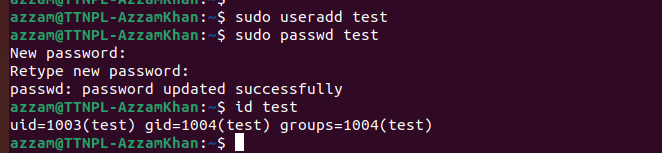 azzam@TTNPL-AzzamKhan:~$ sudo useradd test
azzam@TTNPL-AzzamKhan:~$ sudo passwd test
New password:
Retype new password:
passwd: password updated successfully
azzam@TTNPL-AzzamKhan:~$ id test
uid=1003(test) gid=1004(test) groups=1004(test)
azzam@TTNPL-AzzamKhan:~$